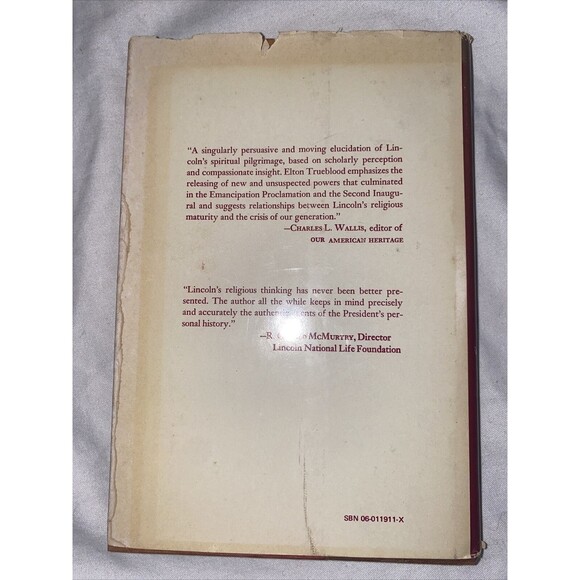 "A singularly persuasive and moving elucidation of Lin-
coln's spiritual pilgrimage, based on scholarly perception
and compassionate insight. Elton Trueblood emphasizes the
releasing of new and unsuspected powers that culminated
in the Emancipation Proclamation and the Second Inaugu-
ral and suggests relationships between Lincoln's religious
maturity and the crisis of our generation."
—CHARLES L. WALLIS, editor of
OUR AMERICAN HERITAGE
"Lincoln's religious thinking has never been better pre-
sented. The author all the while keeps in mind precisely
and accurately the of the President's per-
sonal history."
—R. MCMURTRY, Director
Lincoln National Life Foundation
SBN 06-011911-X